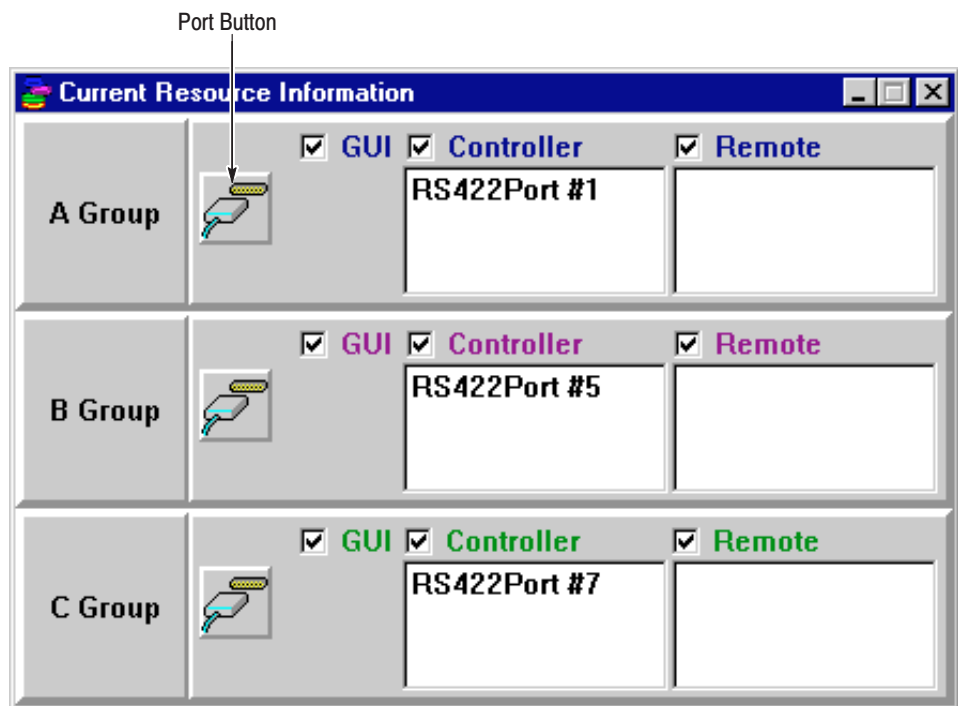 Port Button
Current Resource Information
A Group
GUI Controller Remote
RS422Port #1
B Group
GUI Controller Remote
RS422Port #5
C Group
GUI Controller Remote
RS422Port #7